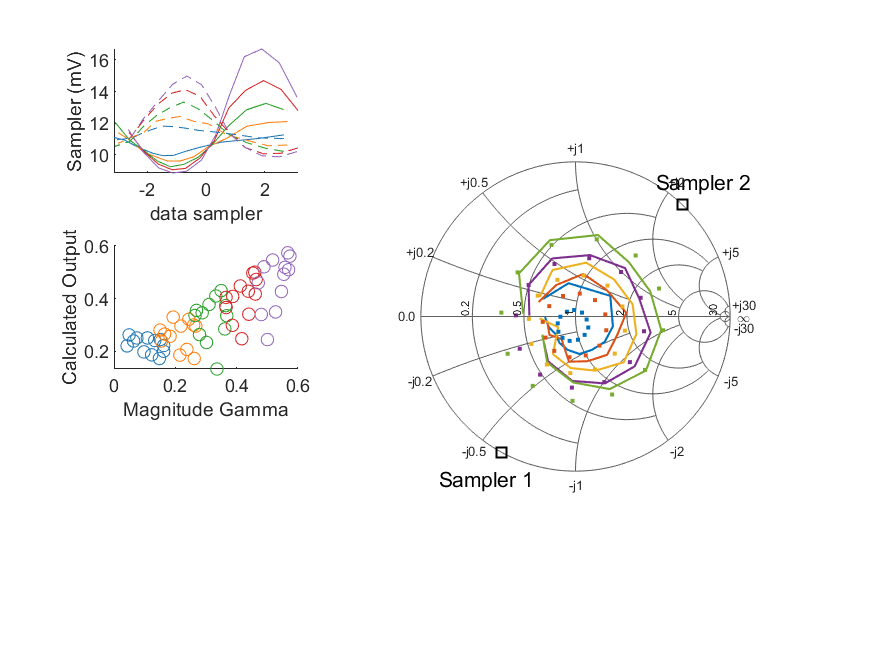 Sampler (mV)
16
14
12
10
-2
0
2
data sampler
Calculated Output
0.6
0.4
0.2
0
0.2
0.4
0.6
Magnitude Gamma
+j1
+j0.5
Sampler 2
+j0.2
+j5
0.0
0.2
0.5
1
2
5
30
+j30
∞
-j30
-j0.2
-j5
-j0.5
-j2
Sampler 1
-j1